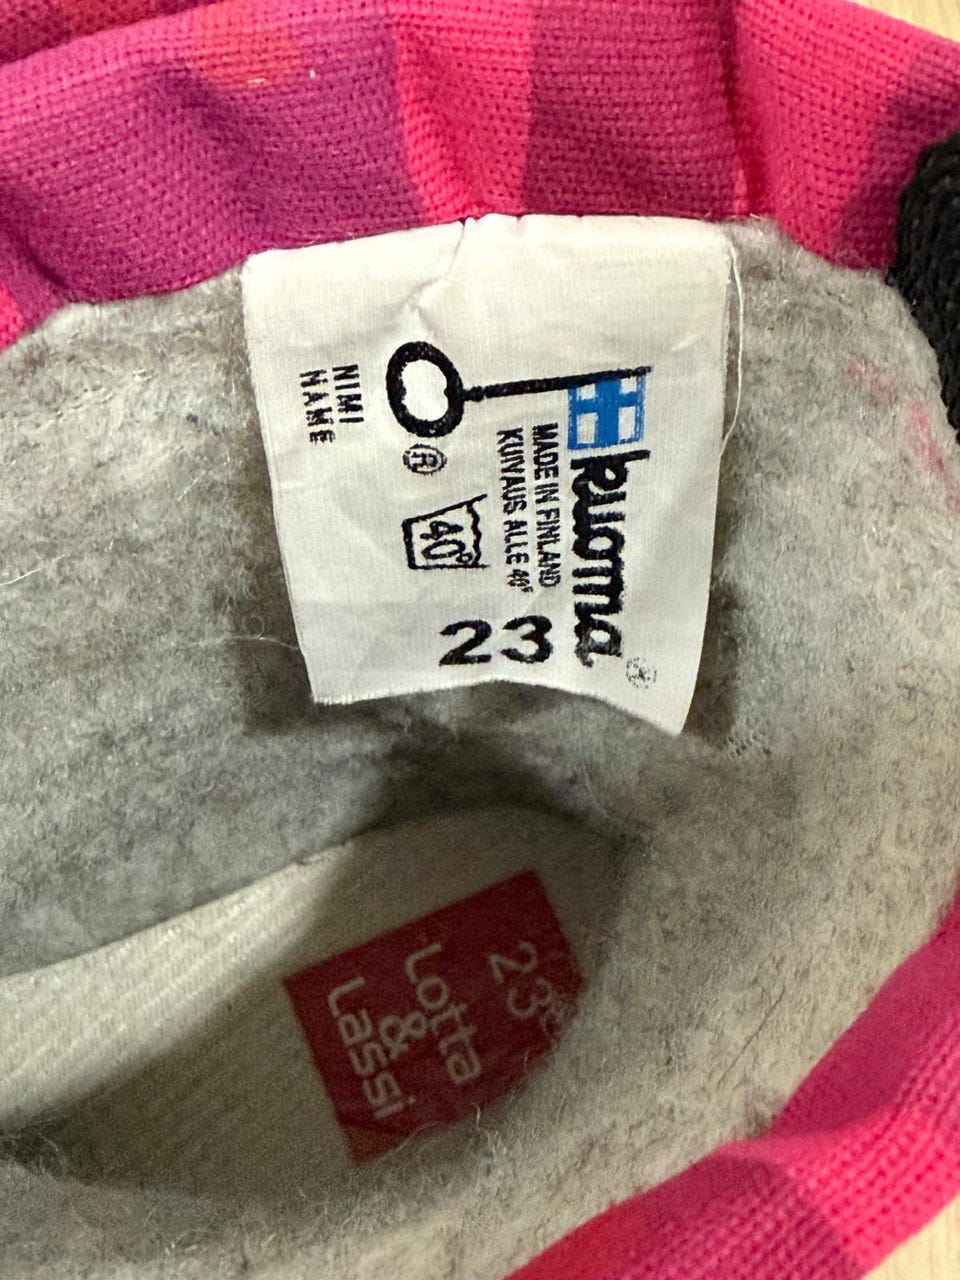 kuoma
®
MADE IN FINLAND
KUIVAUS ALLE 40°
®
40°
23
NIMI
NAME
23
Lotta
&
Lassi